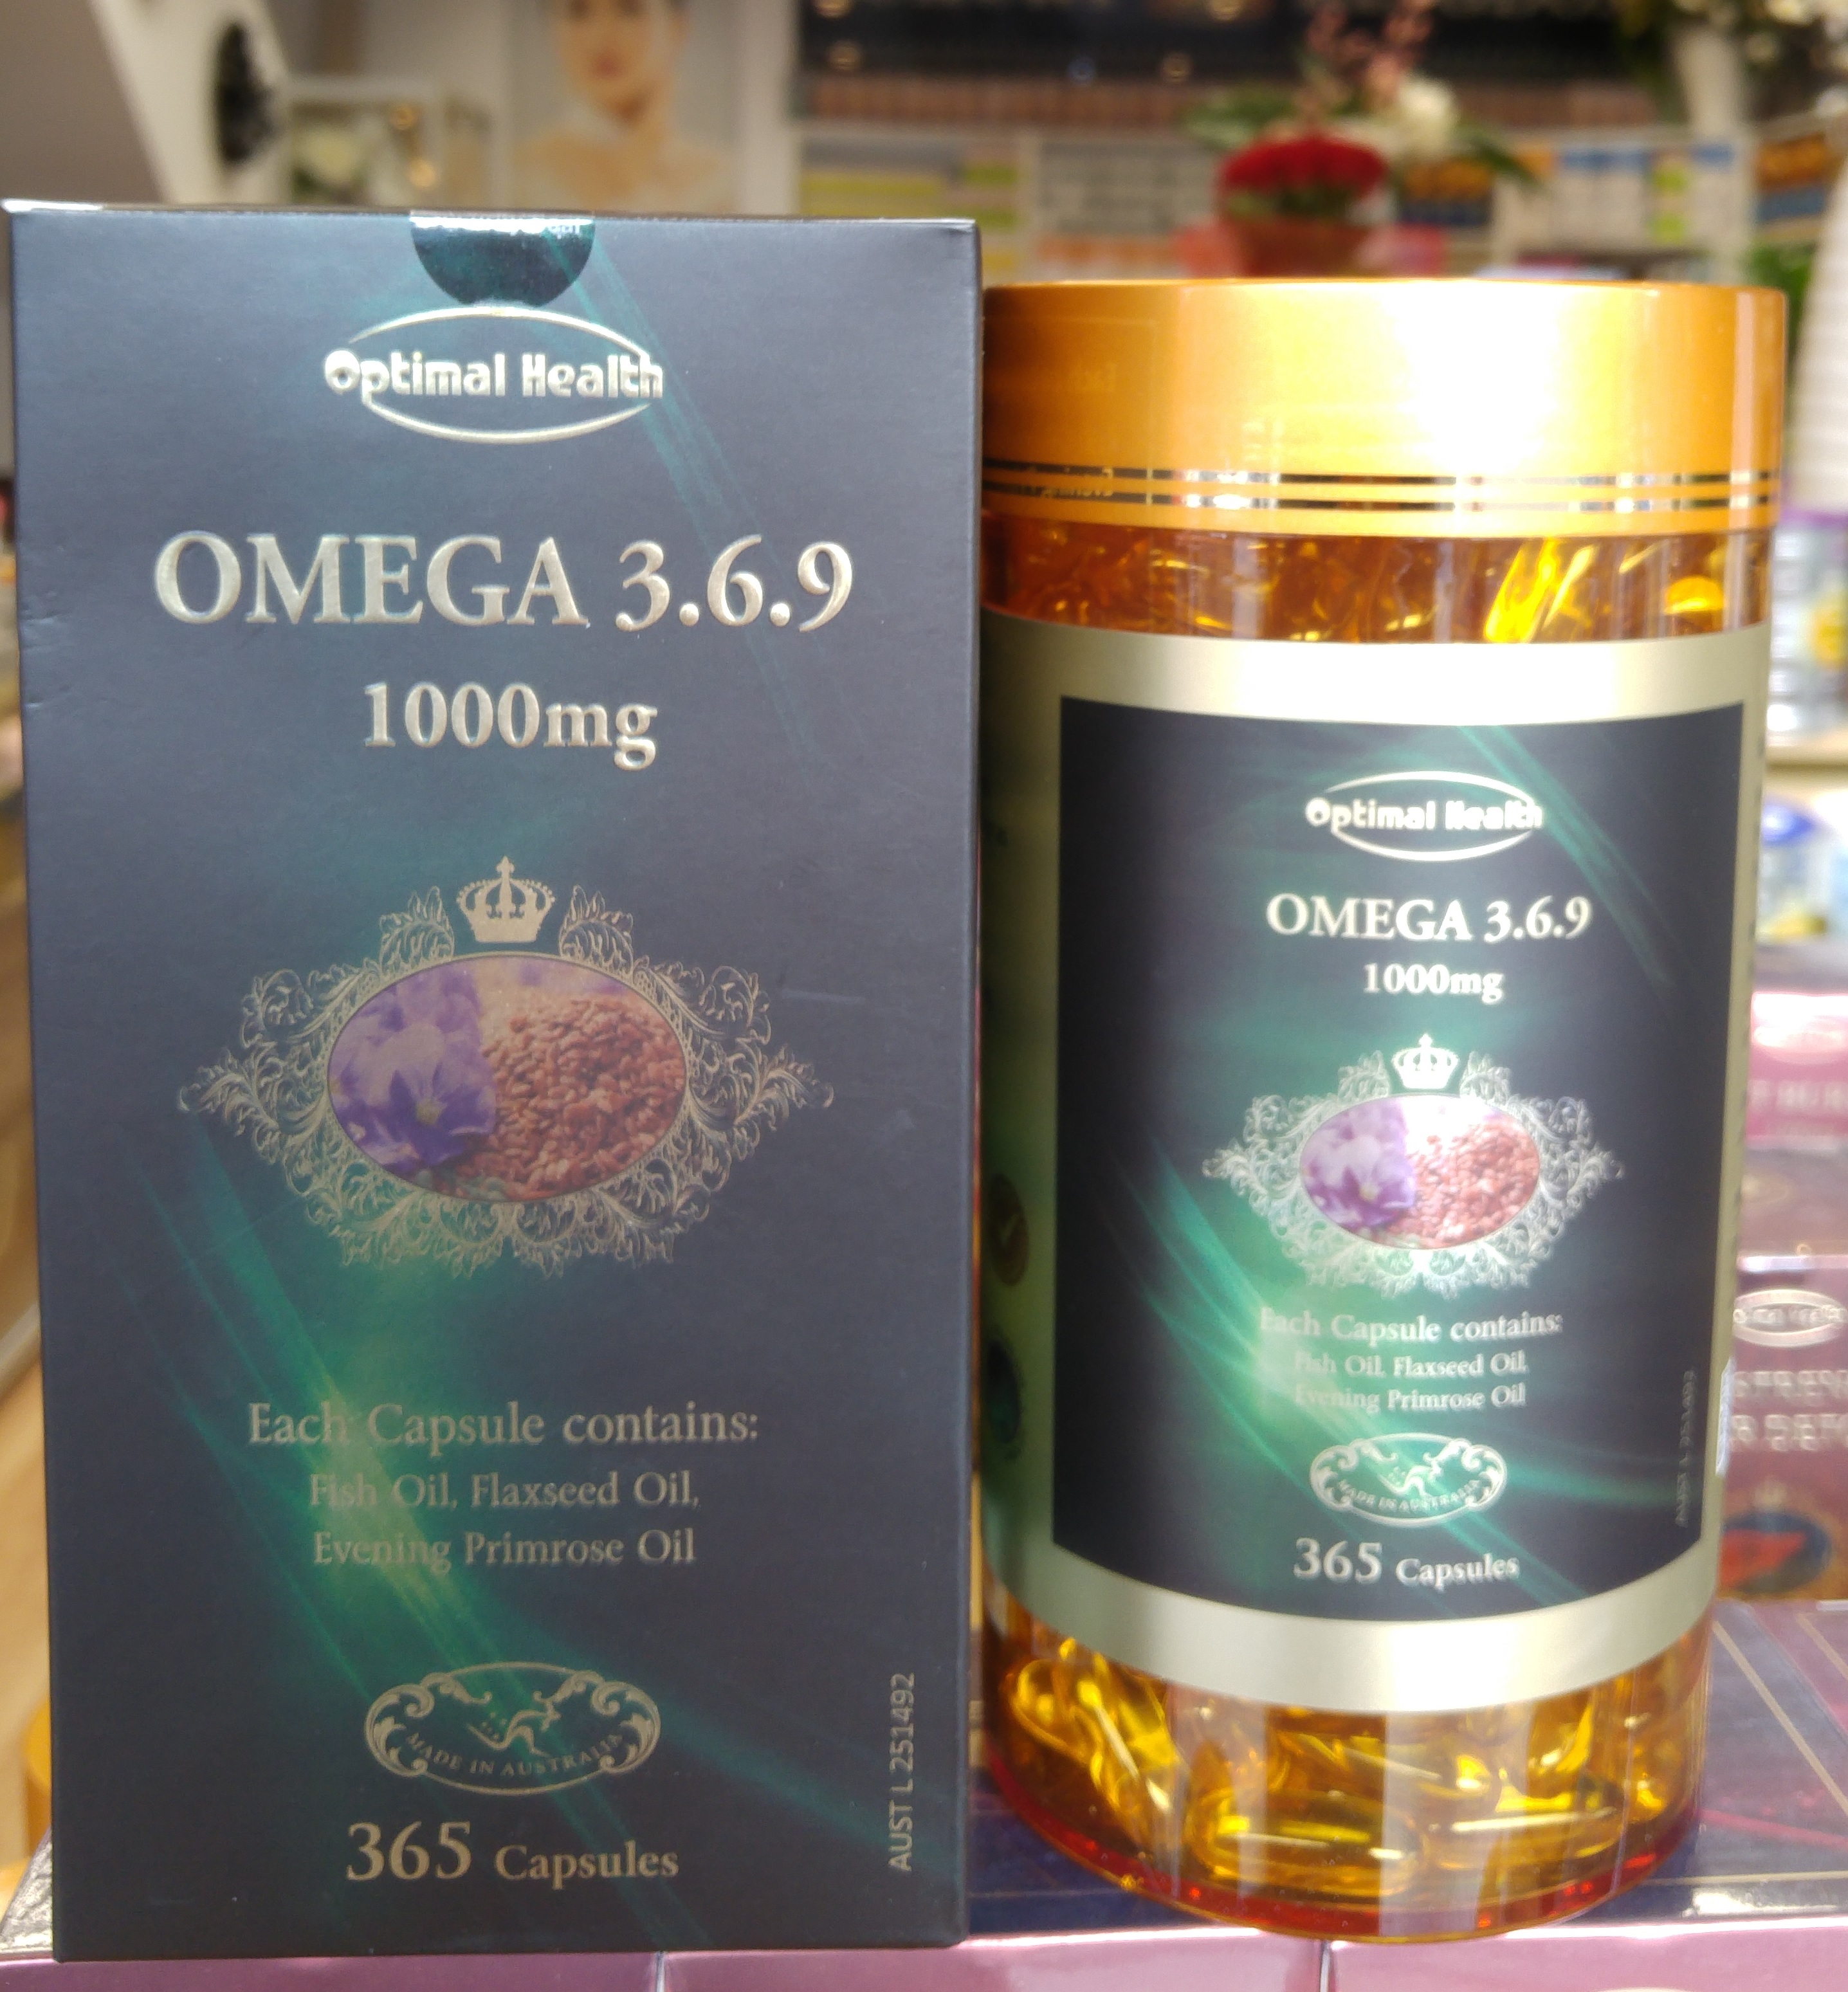 Optimal Health
OMEGA 3.6.9
1000mg
Each Capsule contains:
Fish Oil, Flaxseed Oil,
Evening Primrose Oil
MADE IN AUSTRALIA
365 Capsules
AUST L 251492
Optimal Health
OMEGA 3.6.9
1000mg
Each Capsule contains:
Fish Oil, Flaxseed Oil,
Evening Primrose Oil
MADE IN AUSTRALIA
365 Capsules
AUST L 251492